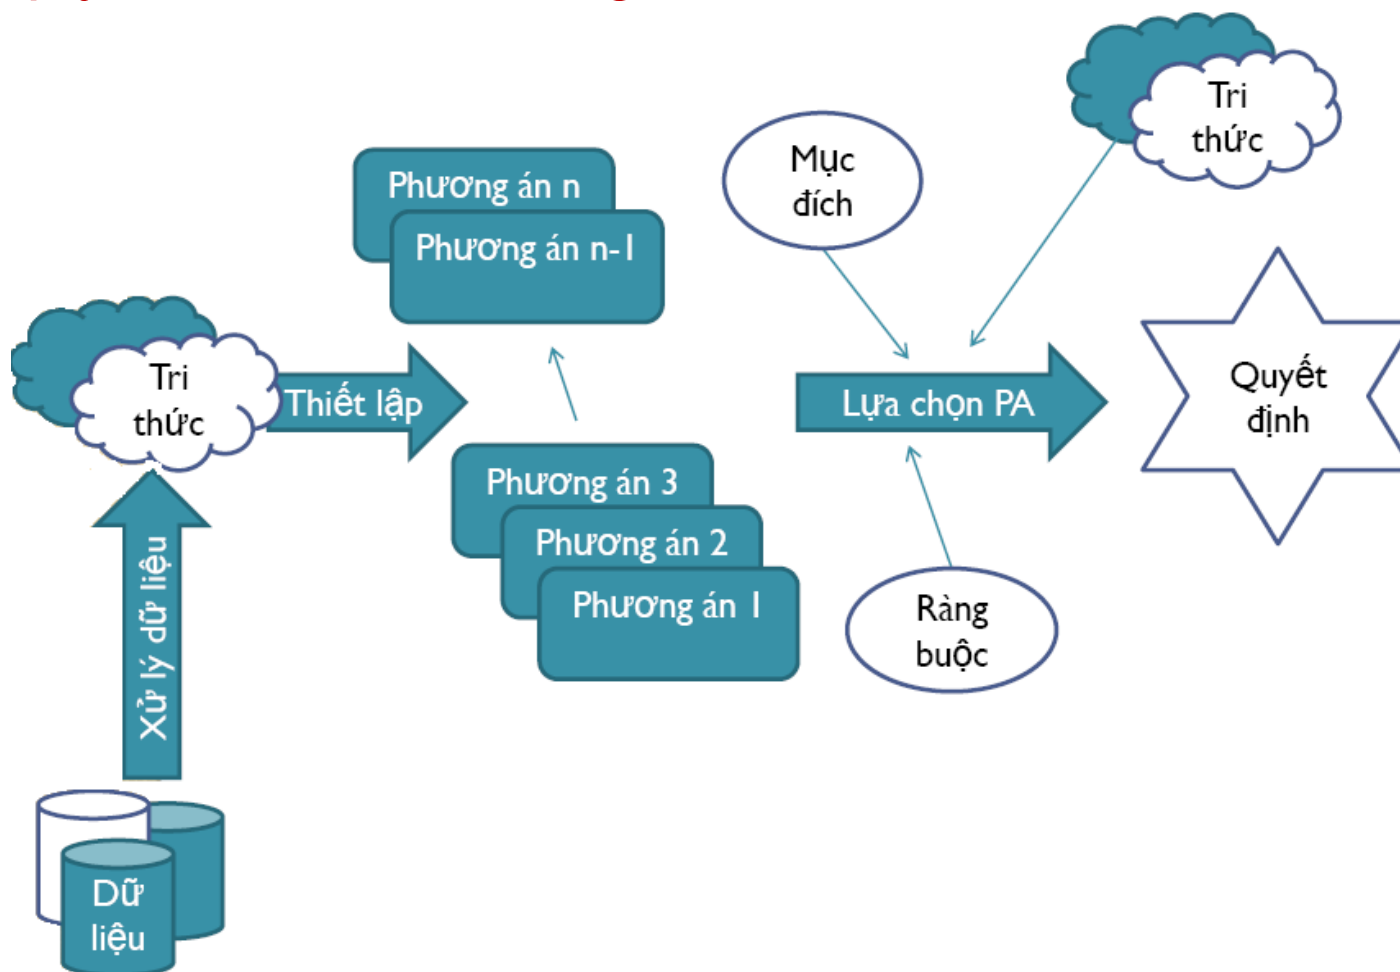 Tri
thức
Mục
đích
Phương án n
Phương án n-1
Tri
thức
Thiết lập
Lựa chọn PA
Quyết
định
Phương án 3
Phương án 2
Phương án 1
Ràng
buộc
Xử lý dữ liệu
Dữ
liệu